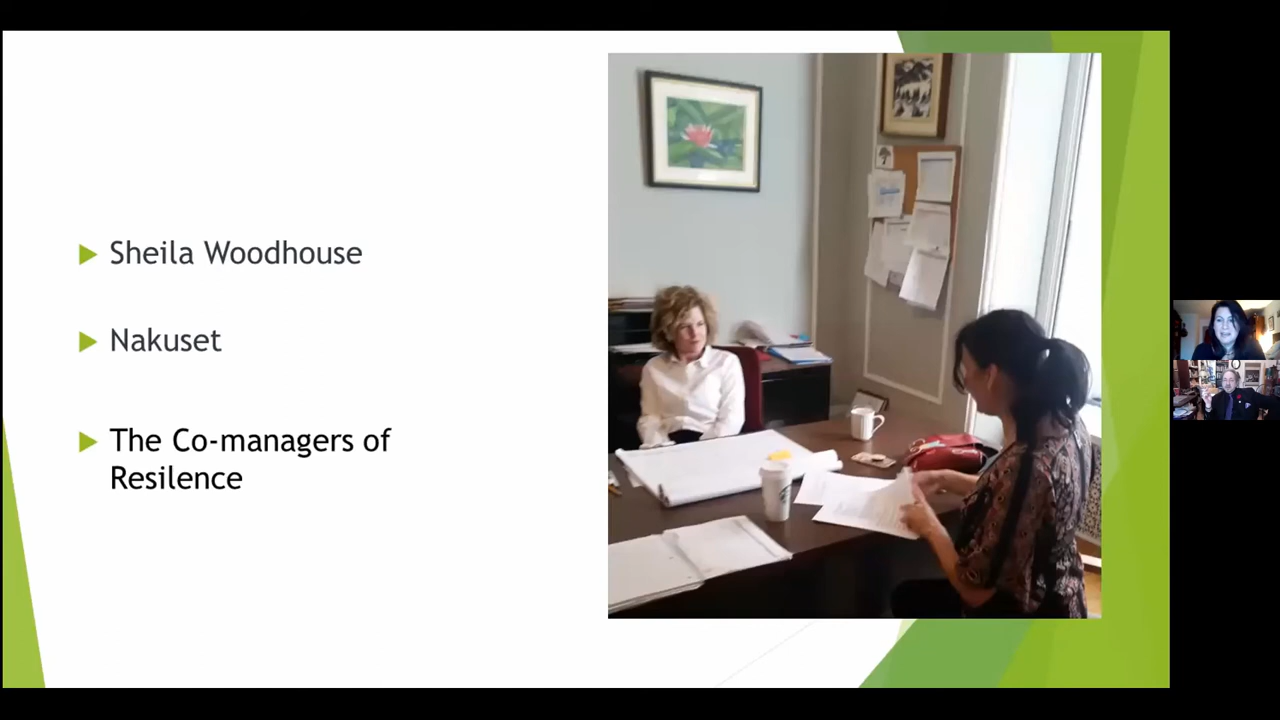 Sheila Woodhouse
Nakuset
The Co-managers of
Resilence